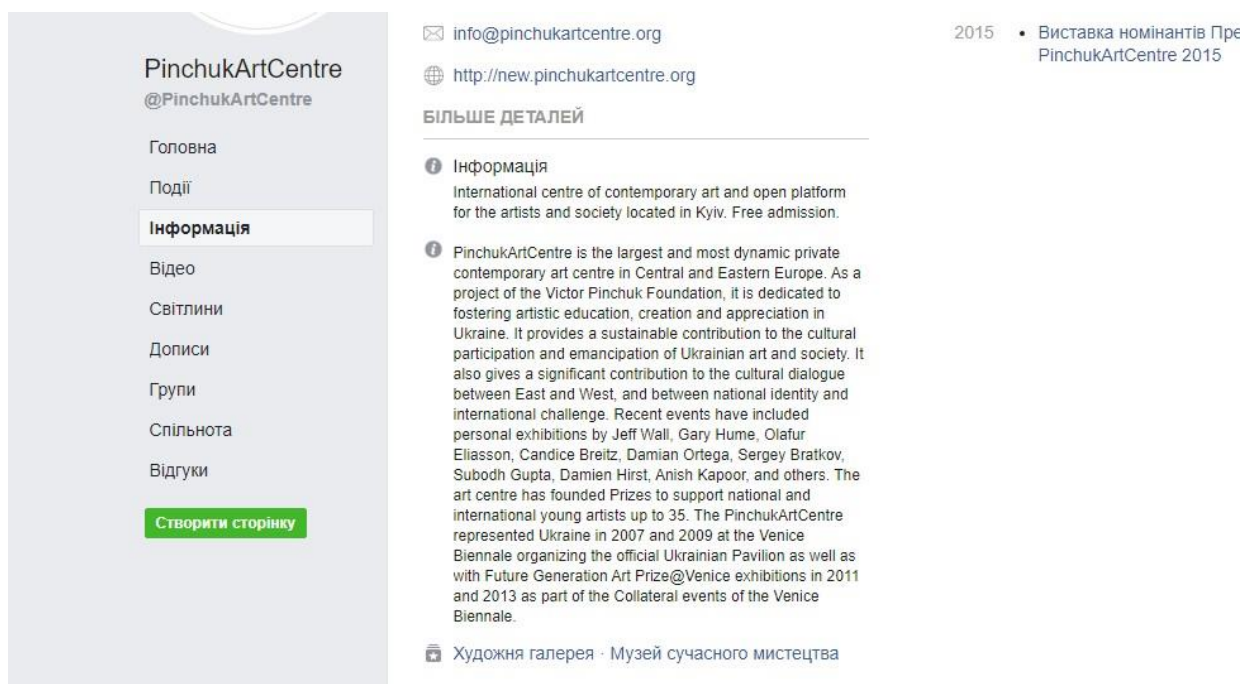 PinchukArtCentre
@PinchukArtCentre
Головна
Події
Інформація
Відео
Світлини
Дописи
Групи
Спільнота
Відгуки
Створити сторінку
info@pinchukartcentre.org
http://new.pinchukartcentre.org
БІЛЬШЕ ДЕТАЛЕЙ
Інформація
International centre of contemporary art and open platform
for the artists and society located in Kyiv. Free admission.
PinchukArtCentre is the largest and most dynamic private
contemporary art centre in Central and Eastern Europe. As a
project of the Victor Pinchuk Foundation, it is dedicated to
fostering artistic education, creation and appreciation in
Ukraine. It provides a sustainable contribution to the cultural
participation and emancipation of Ukrainian art and society. It
also gives a significant contribution to the cultural dialogue
between East and West, and between national identity and
international challenge. Recent events have included
personal exhibitions by Jeff Wall, Gary Hume, Olafur
Eliasson, Candice Breitz, Damian Ortega, Sergey Bratkov,
Subodh Gupta, Damien Hirst, Anish Kapoor, and others. The
art centre has founded Prizes to support national and
international young artists up to 35. The PinchukArtCentre
represented Ukraine in 2007 and 2009 at the Venice
Biennale organizing the official Ukrainian Pavilion as well as
with Future Generation Art Prize@Venice exhibitions in 2011
and 2013 as part of the Collateral events of the Venice
Biennale.
Художня галерея · Музей сучасного мистецтва
2015 • Виставка номінантів Пре
PinchukArtCentre 2015